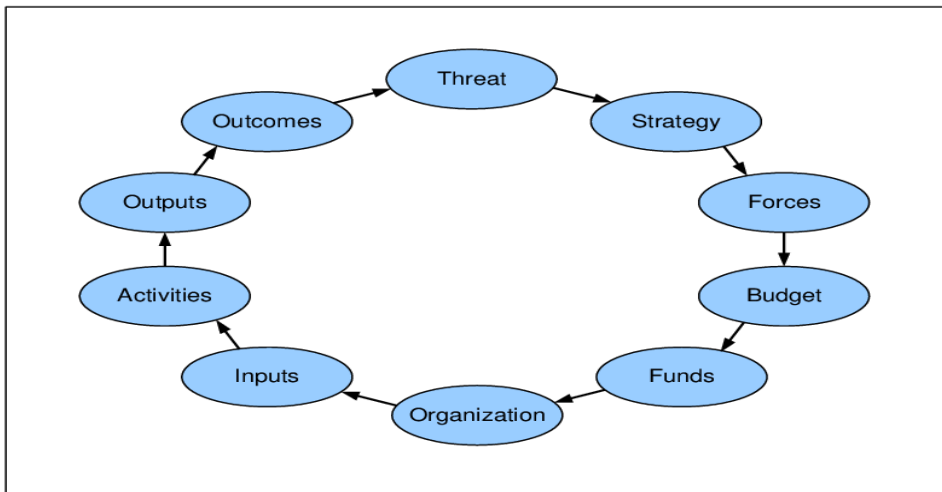 Threat
Strategy
Forces
Budget
Funds
Organization
Inputs
Activities
Outputs
Outcomes